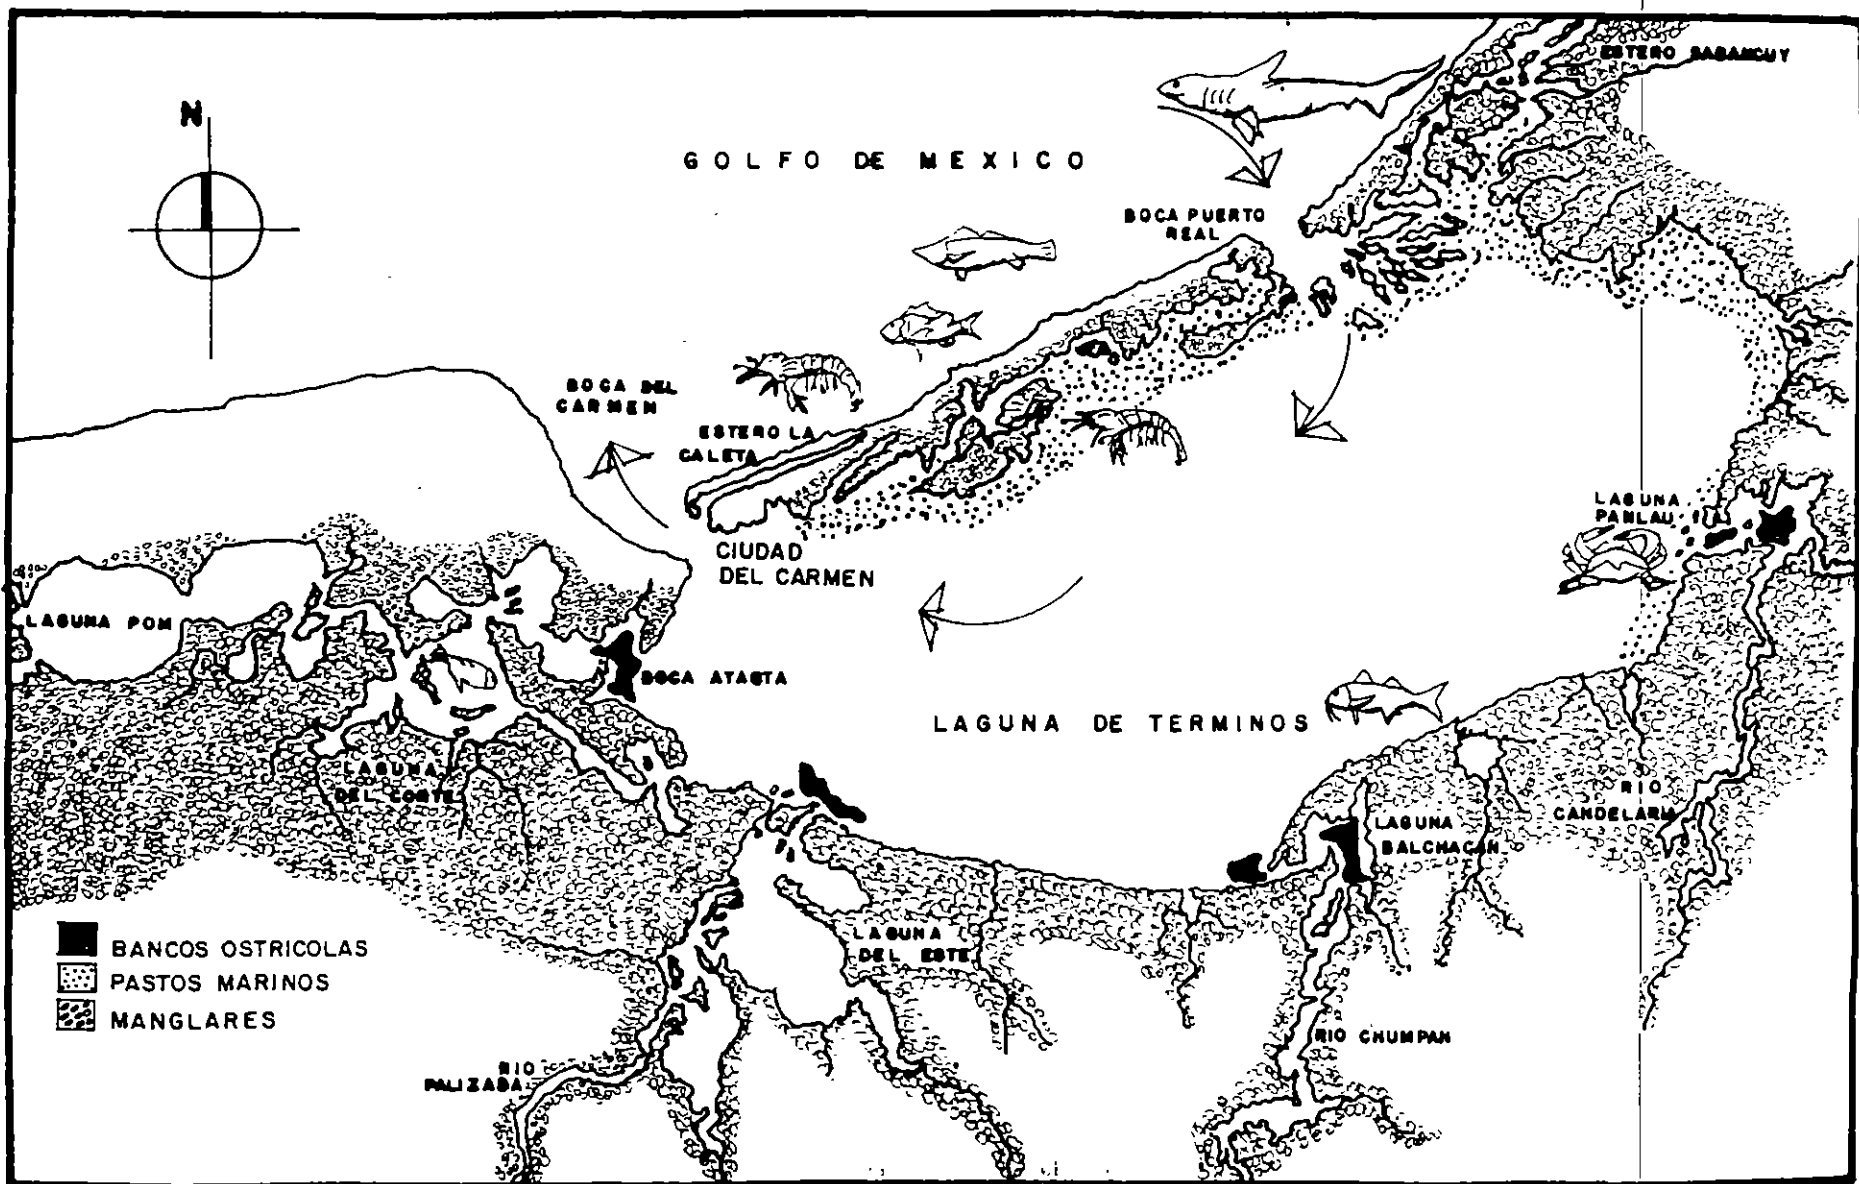 N
ESTERO SABANCUY
GOLFO DE MEXICO
BOCA PUERTO
REAL
BOCA DEL
CARMEN
ESTERO LA
CALETA
LAGUNA
PANLAU
CIUDAD
DEL CARMEN
LAGUNA POM
BOCA ATASTA
LAGUNA DE TERMINOS
LAGUNA
DEL CORTE
RIO
CANDELARIA
LAGUNA
BALCHACAN
LAGUNA
DEL ESTE
BANCOS OSTRICOLAS
PASTOS MARINOS
MANGLARES
RIO CHUMPAN
RIO
PALIZADA